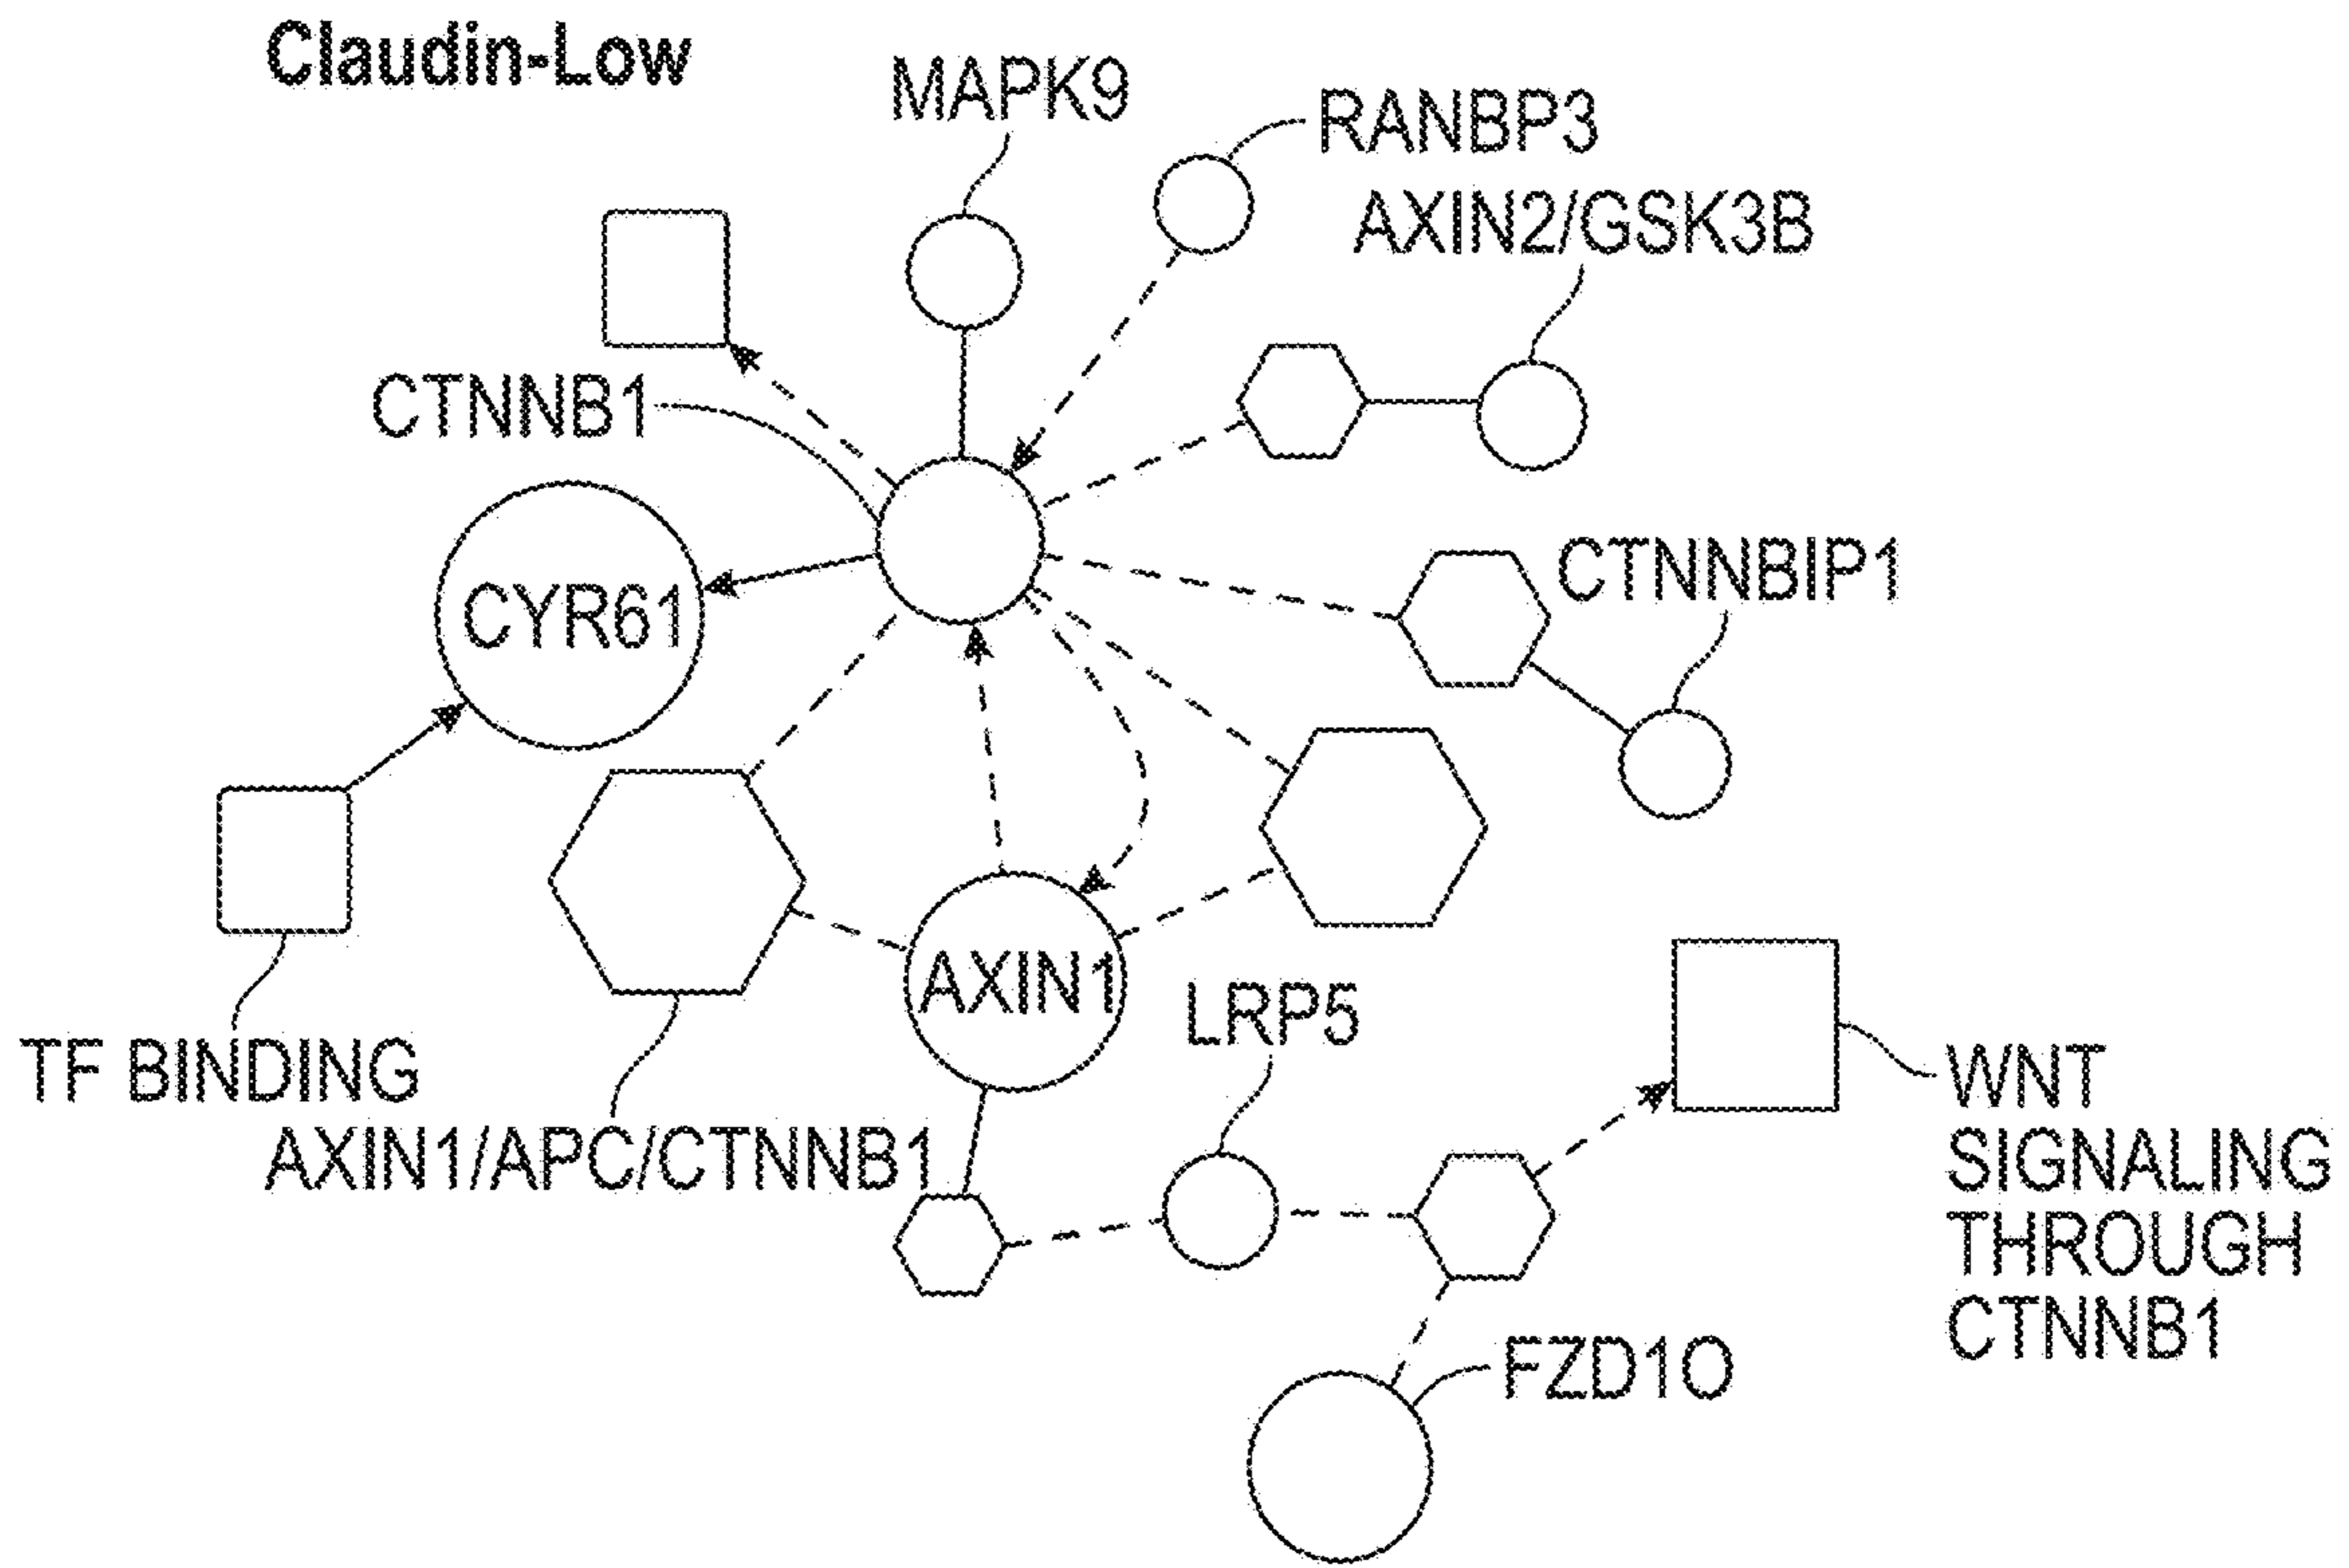 Claudin-Low
MAPK9
RANBP3
AXIN2/GSK3B
CTNNB1
CTNNBIP1
CYR61
AXIN1
LRP5
TF BINDING
AXIN1/APC/CTNNB1
WNT
SIGNALING
THROUGH
CTNNB1
FZD1O